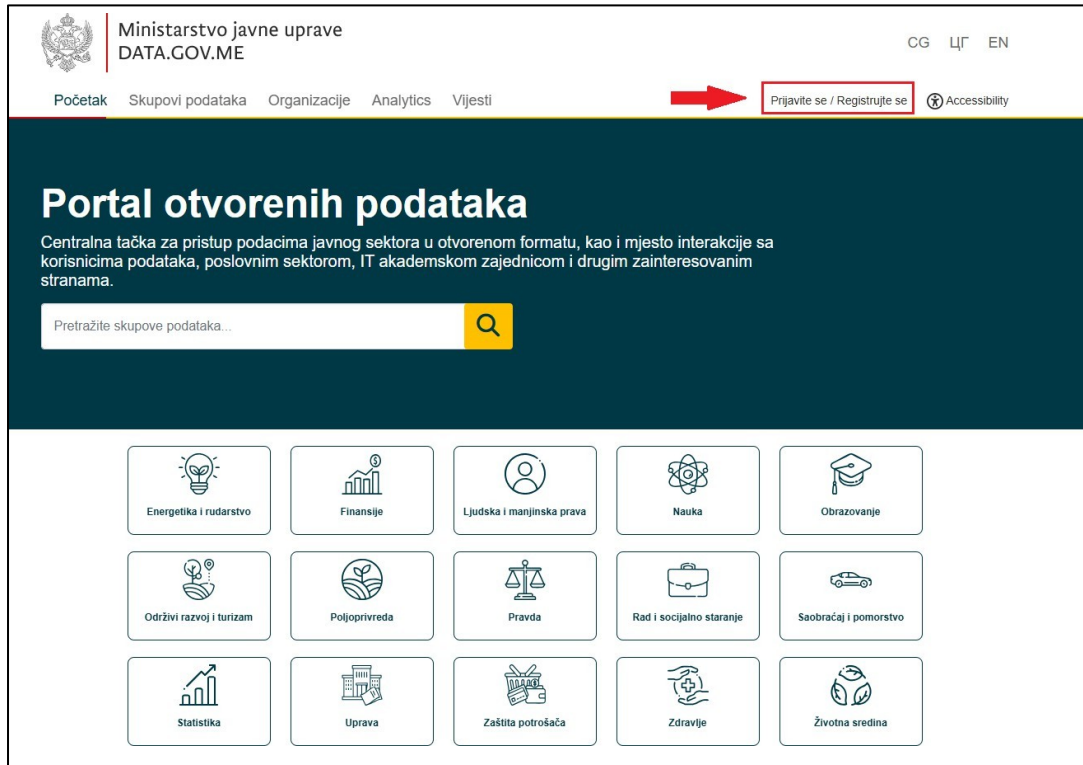 Ministarstvo javne uprave
DATA.GOV.ME
CG ЦГ EN
Početak Skupovi podataka Organizacije Analytics Vijesti Prijavite se / Registrujte se Accessibility
Portal otvorenih podataka
Centralna tačka za pristup podacima javnog sektora u otvorenom formatu, kao i mjesto interakcije sa
korisnicima podataka, poslovnim sektorom, IT akademskom zajednicom i drugim zainteresovanim
stranama.
Pretražite skupove podataka...
Energetika i rudarstvo Finansije Ljudska i manjinska prava Nauka Obrazovanje
Održivi razvoj i turizam Poljoprivreda Pravda Rad i socijalno staranje Saobraćaj i pomorstvo
Statistika Uprava Zaštita potrošača Zdravlje Životna sredina